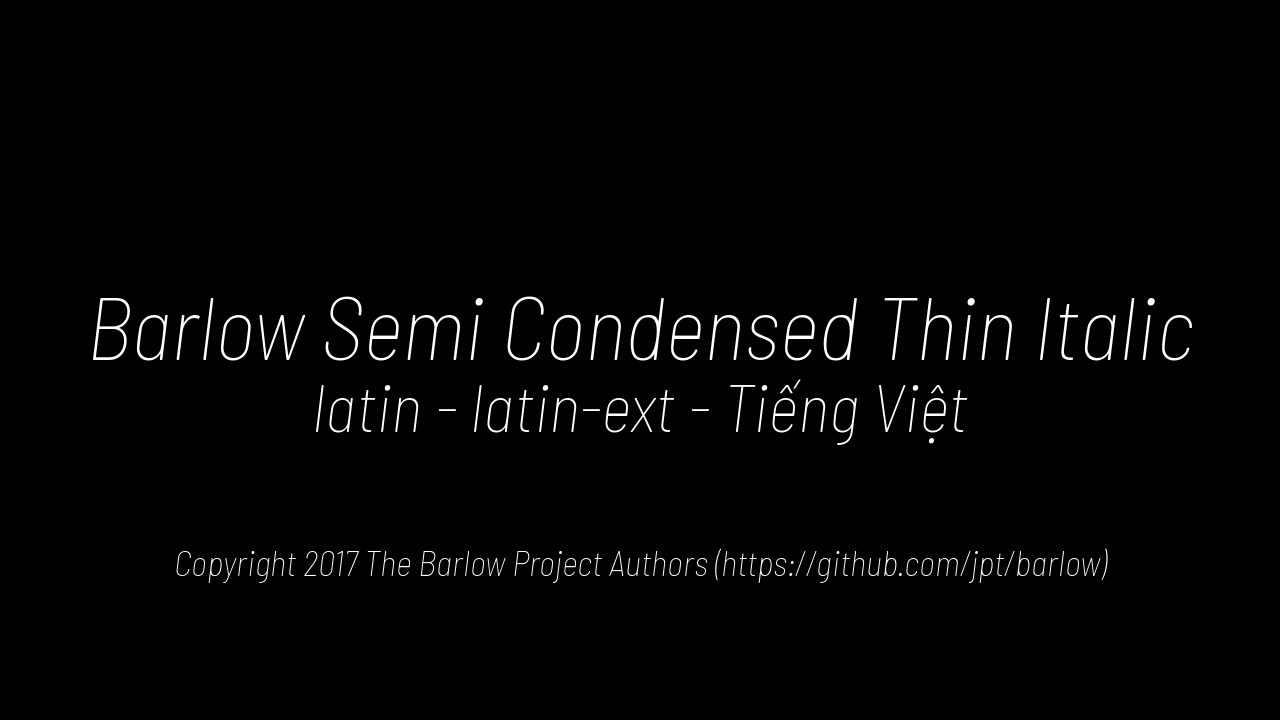 Barlow Semi Condensed Thin Italic
latin - latin-ext - Tiếng Việt
Copyright 2017 The Barlow Project Authors (https://github.com/jpt/barlow)